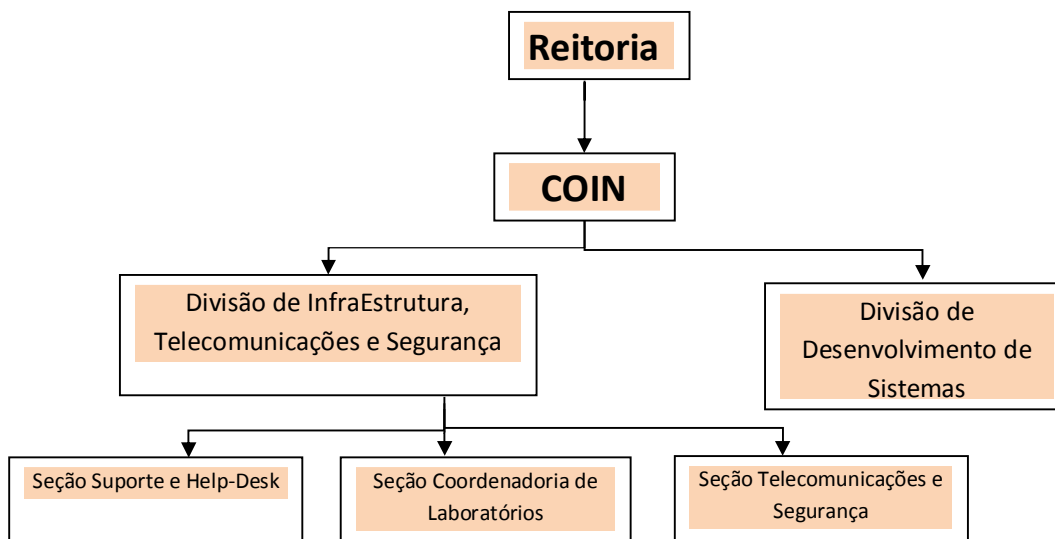 Reitoria
COIN
Divisão de InfraEstrutura,
Telecomunicações e Segurança
Divisão de
Desenvolvimento de
Sistemas
Seção Suporte e Help-Desk
Seção Coordenadoria de
Laboratórios
Seção Telecomunicações e
Segurança